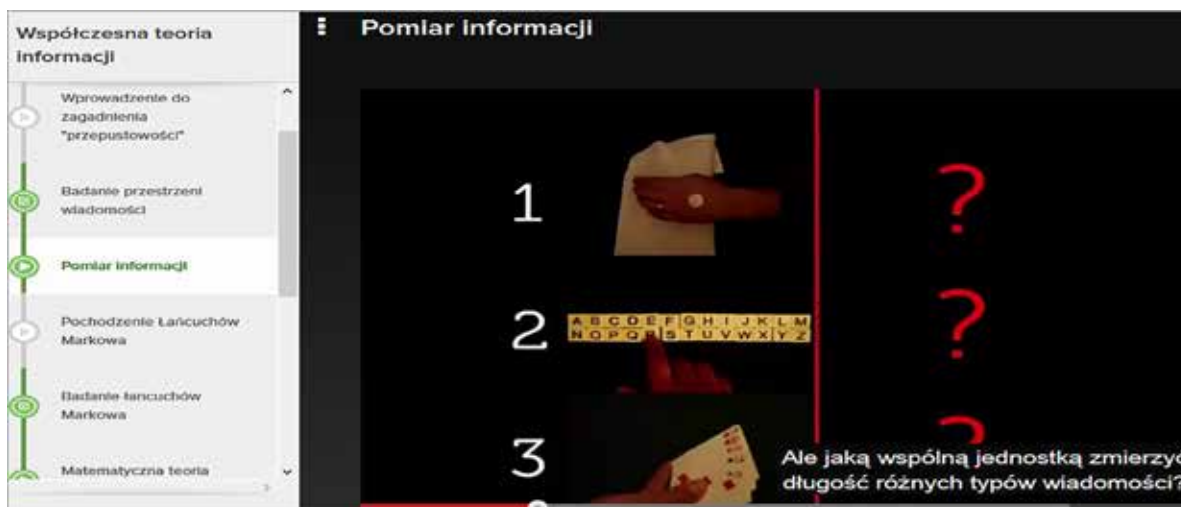 Współczesna teoria
informacji
Wprowadzenie do
zagadnienia
"przepustowości"
Badanie przestrzeni
wiadomości
Pomiar informacji
Pochodzenie Łańcuchów
Markowa
Badanie łańcuchów
Markowa
Matematyczna teoria
Pomiar informacji
1
?
2
A B C D E F G H I J K L M
N O P Q R S T U V W X Y Z
?
3
?
Ale jaką wspólną jednostką zmierzyć
długość różnych typów wiadomości?